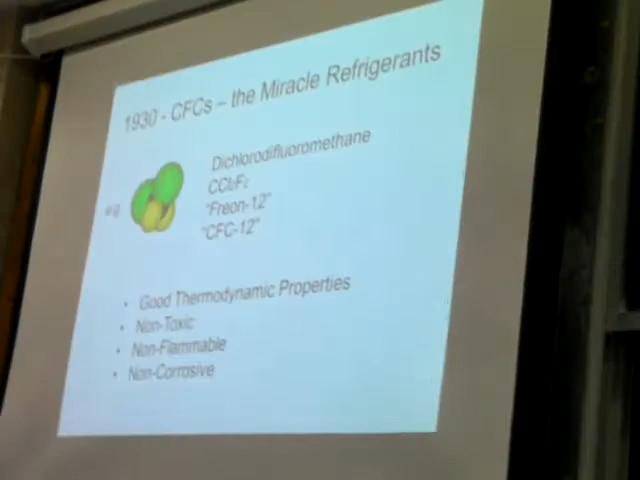 1930 - CFCs – the Miracle Refrigerants
Dichlorodifluoromethane
CCl₂F₂
e.g.
"Freon-12"
"CFC-12"
• Good Thermodynamic Properties
• Non-Toxic
• Non-Flammable
• Non-Corrosive